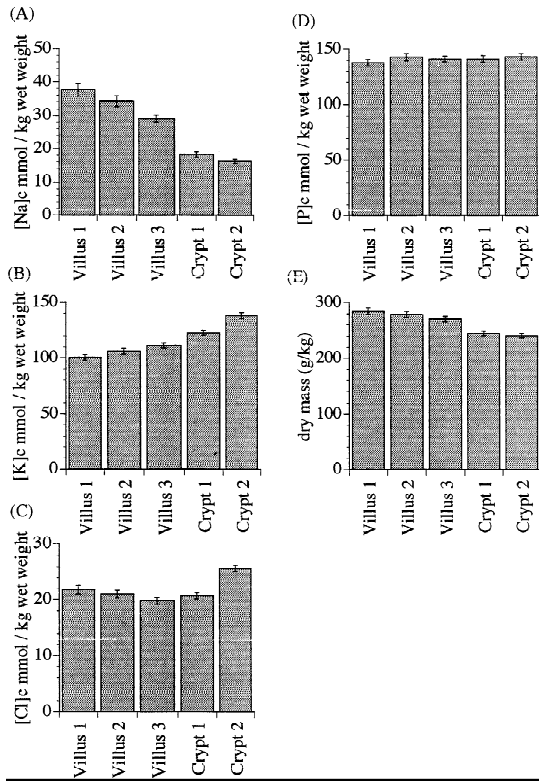 (A)
[Na]c mmol / kg wet weight
50
40
30
20
10
0
Villus 1
Villus 2
Villus 3
Crypt 1
Crypt 2
(B)
[K]c mmol / kg wet weight
150
100
50
0
Villus 1
Villus 2
Villus 3
Crypt 1
Crypt 2
(C)
[Cl]c mmol / kg wet weight
30
20
10
0
Villus 1
Villus 2
Villus 3
Crypt 1
Crypt 2
(D)
[P]c mmol / kg wet weight
150
100
50
0
Villus 1
Villus 2
Villus 3
Crypt 1
Crypt 2
(E)
dry mass (g/kg)
300
200
100
0
Villus 1
Villus 2
Villus 3
Crypt 1
Crypt 2